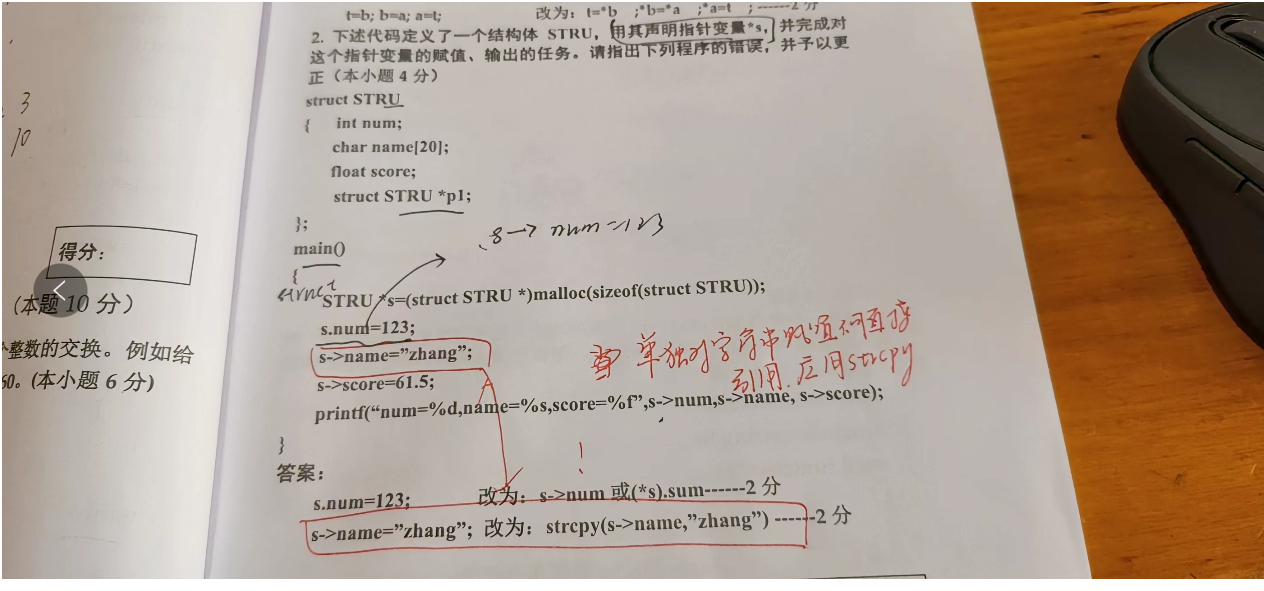 t=b; b=a; a=t; 改为：t=*b ;*b=*a ;*a=t ;------2 分
2. 下述代码定义了一个结构体 STRU，用其声明指针变量*s，并完成对
这个指针变量的赋值、输出的任务。请指出下列程序的错误，并予以更
正（本小题 4 分）
struct STRU
{ int num;
char name[20];
float score;
struct STRU *p1;
};
main()
{
s→num=123
struct
STRU *s=(struct STRU *)malloc(sizeof(struct STRU));
s.num=123;
s->name=”zhang”;
s->score=61.5;
printf(“num=%d,name=%s,score=%f”,s->num,s->name, s->score);
}
单独对字符串赋值不可直接
引用. 应用strcpy
!
答案：
s.num=123; 改为：s->num 或(*s).sum------2 分
s->name=”zhang”; 改为：strcpy(s->name,”zhang”) ------2 分
3
10
得分：
（本题 10 分）
整数的交换。例如给
60。(本小题 6 分)